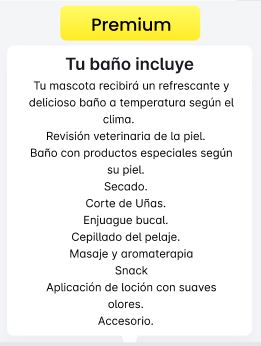 Premium
Tu baño incluye
Tu mascota recibirá un refrescante y
delicioso baño a temperatura según el
clima.
Revisión veterinaria de la piel.
Baño con productos especiales según
su piel.
Secado.
Corte de Uñas.
Enjuague bucal.
Cepillado del pelaje.
Masaje y aromaterapia
Snack
Aplicación de loción con suaves
olores.
Accesorio.